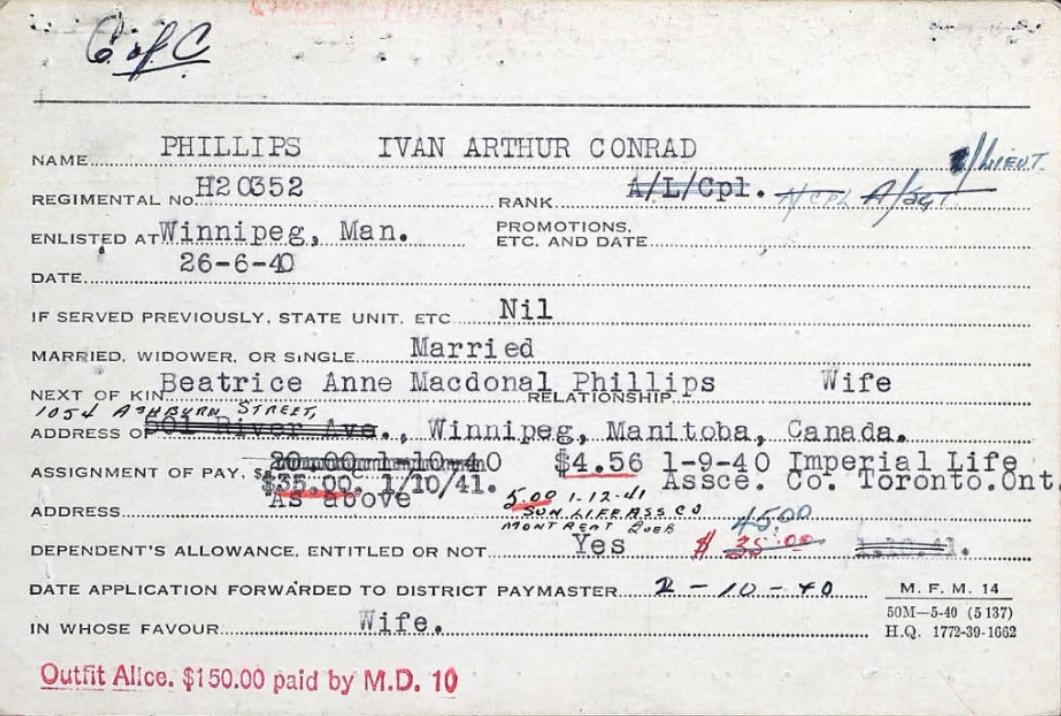 C of C
NAME PHILLIPS IVAN ARTHUR CONRAD /LIEUT.
REGIMENTAL NO. H20352 RANK A/L/Cpl. A/CPL A/Sgt
ENLISTED AT Winnipeg, Man. PROMOTIONS, ETC. AND DATE
DATE 26-6-40
IF SERVED PREVIOUSLY, STATE UNIT, ETC Nil
MARRIED, WIDOWER, OR SINGLE Married
NEXT OF KIN Beatrice Anne Macdonal Phillips RELATIONSHIP Wife
1054 ASHBURN STREET,
ADDRESS OF 501 River Ave., Winnipeg, Manitoba, Canada.
ASSIGNMENT OF PAY, $ 20.00 1-10-40 $4.56 1-9-40 Imperial Life
$35.00. 1/10/41. Assce. Co. Toronto.Ont.
ADDRESS As above 5.00 1-12-41
SUN LIFE ASS CO
MONTREAL QUEB 45.00
DEPENDENT'S ALLOWANCE, ENTITLED OR NOT Yes $ 35.00 1.10.41.
DATE APPLICATION FORWARDED TO DISTRICT PAYMASTER 2-10-40
IN WHOSE FAVOUR Wife.
M. F. M. 14
50M—5-40 (5137)
H.Q. 1772-39-1662
Outfit Allce. $150.00 paid by M.D. 10